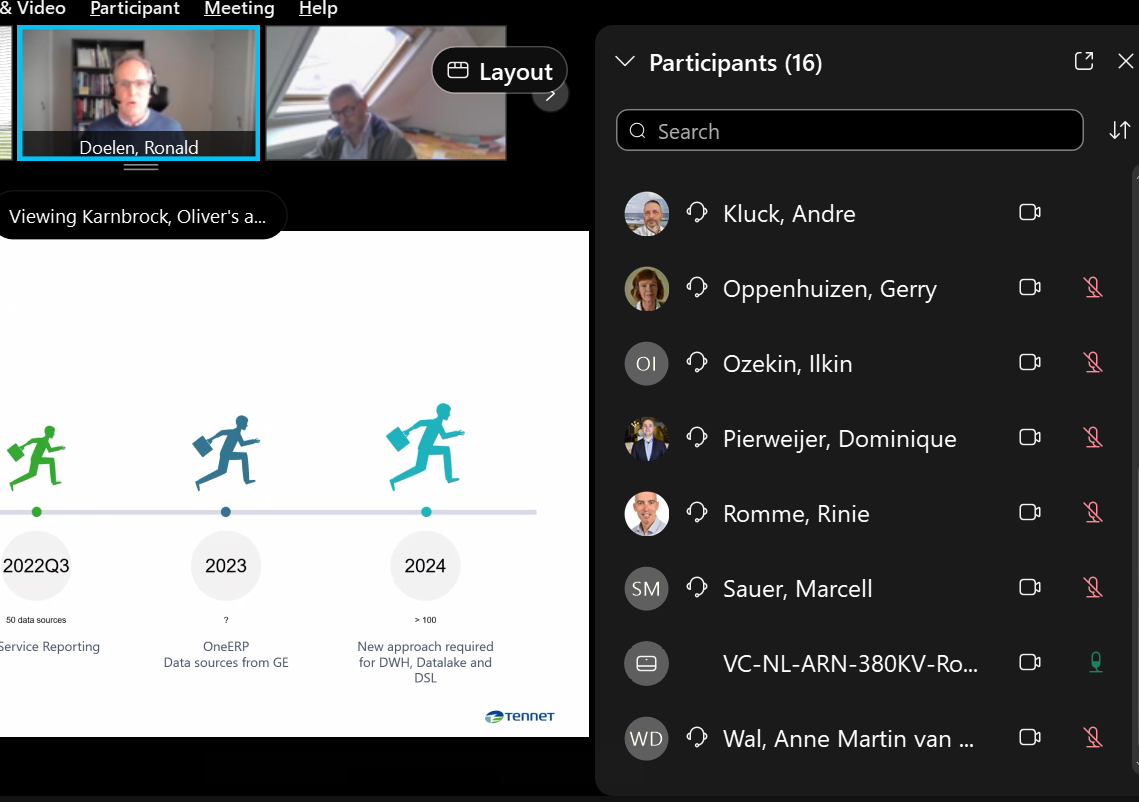 & Video Participant Meeting Help
Layout
Doelen, Ronald
Viewing Karnbrock, Oliver's a...
2022Q3
50 data sources
Service Reporting
2023
?
OneERP
Data sources from GE
2024
> 100
New approach required
for DWH, Datalake and
DSL
TENNET
Participants (16)
Search
Kluck, Andre
Oppenhuizen, Gerry
OI Ozekin, Ilkin
Pierweijer, Dominique
Romme, Rinie
SM Sauer, Marcell
VC-NL-ARN-380KV-Ro...
WD Wal, Anne Martin van ...